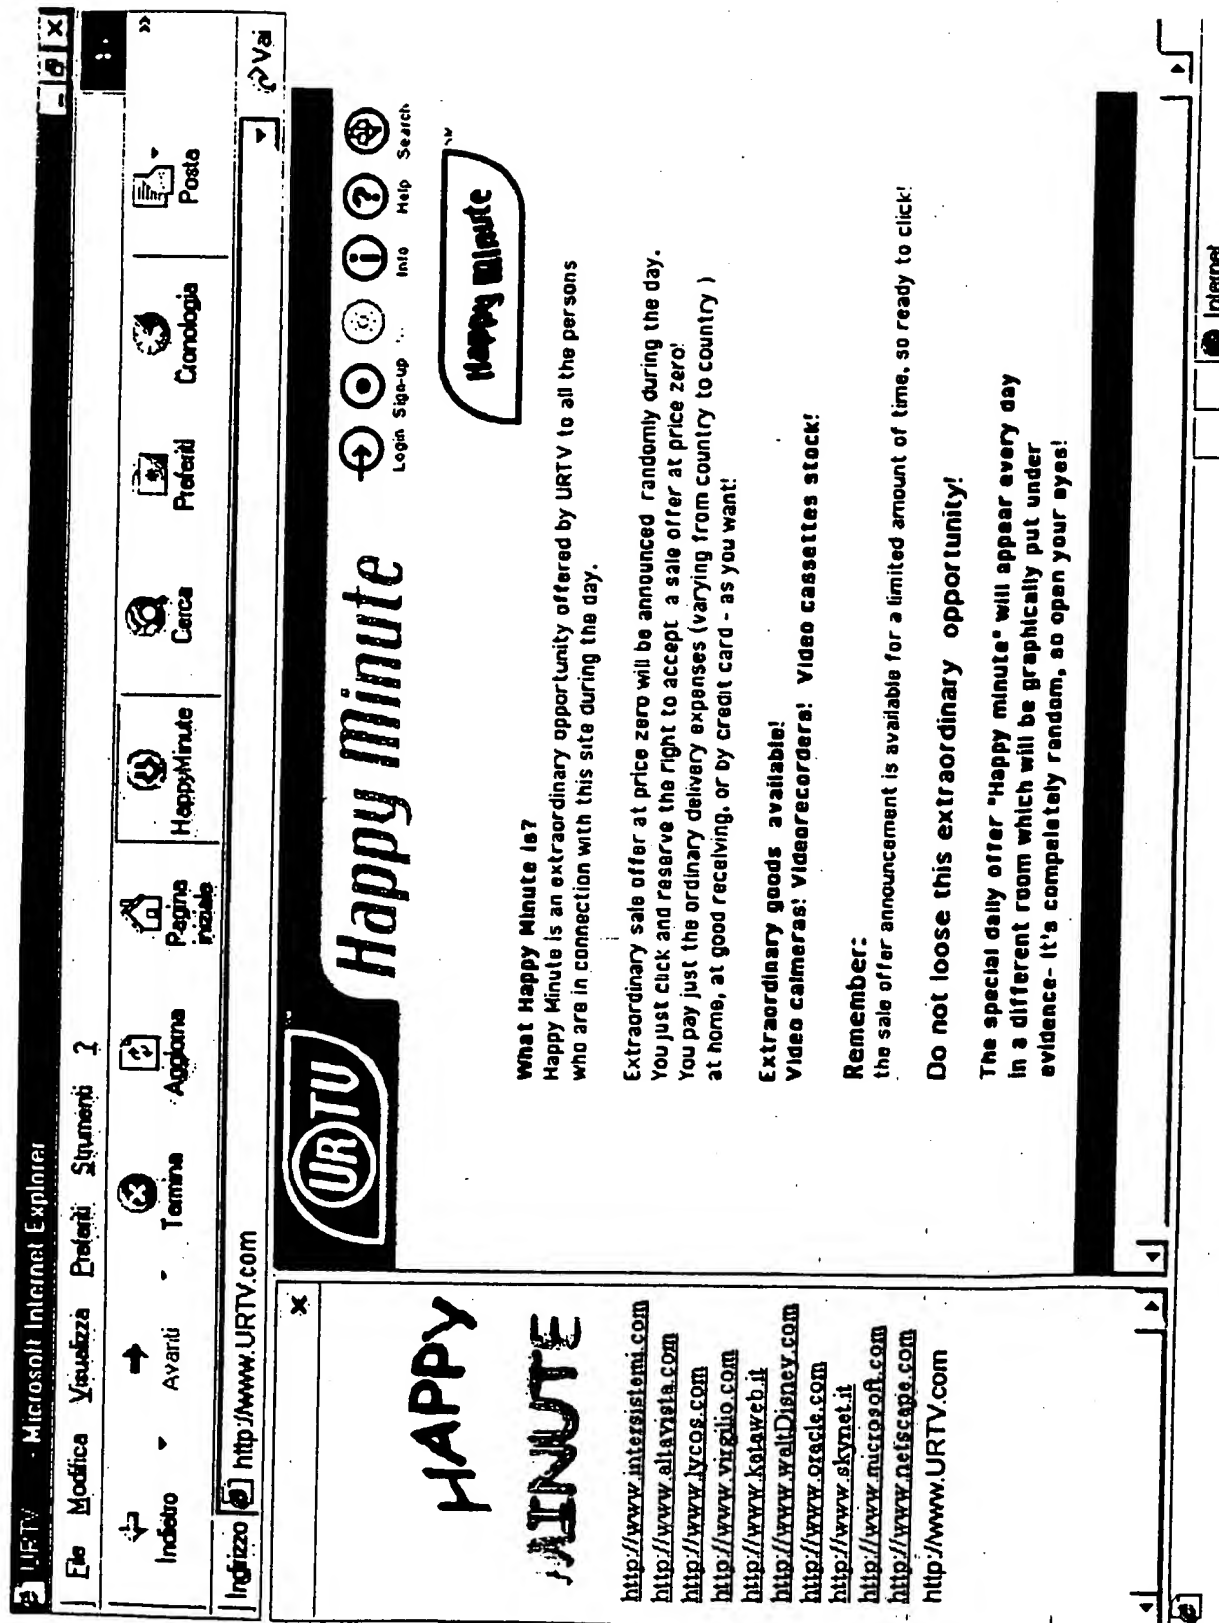 URTV - Microsoft Internet Explorer
File Modifica Visualizza Preferiti Strumenti ?
Indietro Avanti Termina Aggiorna Pagina iniziale HappyMinute Cerca Preferiti Cronologia Posta »
Indirizzo http://www.URTV.com Vai
HAPPY
MINUTE
http://www.intersistemi.com
http://www.altavista.com
http://www.lycos.com
http://www.virgilio.com
http://www.kataweb.it
http://www.waltDisney.com
http://www.oracle.com
http://www.skynet.it
http://www.microsoft.com
http://www.netscape.com
http://www.URTV.com
URTV
Happy Minute
Login Sign-up Info Help Search
Happy Minute
What Happy Minute is?
Happy Minute is an extraordinary opportunity offered by URTV to all the persons
who are in connection with this site during the day.
Extraordinary sale offer at price zero will be announced randomly during the day.
You just click and reserve the right to accept a sale offer at price zero!
You pay just the ordinary delivery expenses (varying from country to country )
at home, at good receiving, or by credit card - as you want!
Extraordinary goods available!
Video calmeras! Videorecorders! Video cassettes stock!
Remember:
the sale offer announcement is available for a limited amount of time, so ready to click!
Do not loose this extraordinary opportunity!
The special daily offer "Happy minute" will appear every day
in a different room which will be graphically put under
evidence- it's compeletely random, so open your eyes!
Internet